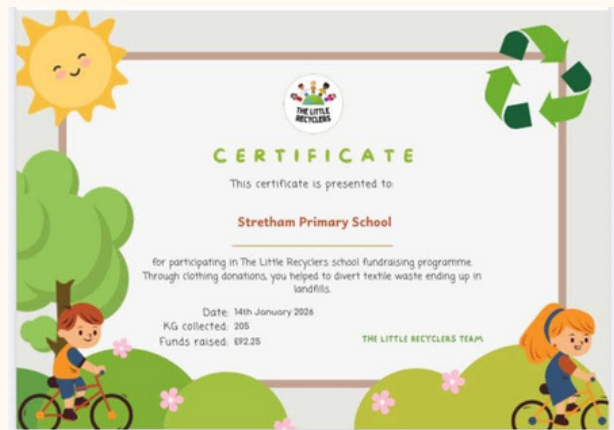 THE LITTLE
RECYCLERS
CERTIFICATE
This certificate is presented to:
Stretham Primary School
for participating in The Little Recyclers school fundraising programme.
Through clothing donations, you helped to divert textile waste ending up in
landfills.
Date: 14th January 2026
KG collected: 205
Funds raised: £92.25
THE LITTLE RECYCLERS TEAM